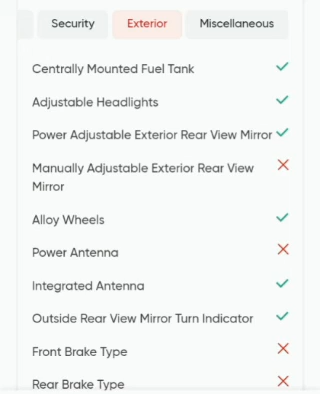 Security Exterior Miscellaneous
Centrally Mounted Fuel Tank
Adjustable Headlights
Power Adjustable Exterior Rear View Mirror
Manually Adjustable Exterior Rear View
Mirror
Alloy Wheels
Power Antenna
Integrated Antenna
Outside Rear View Mirror Turn Indicator
Front Brake Type
Rear Brake Type